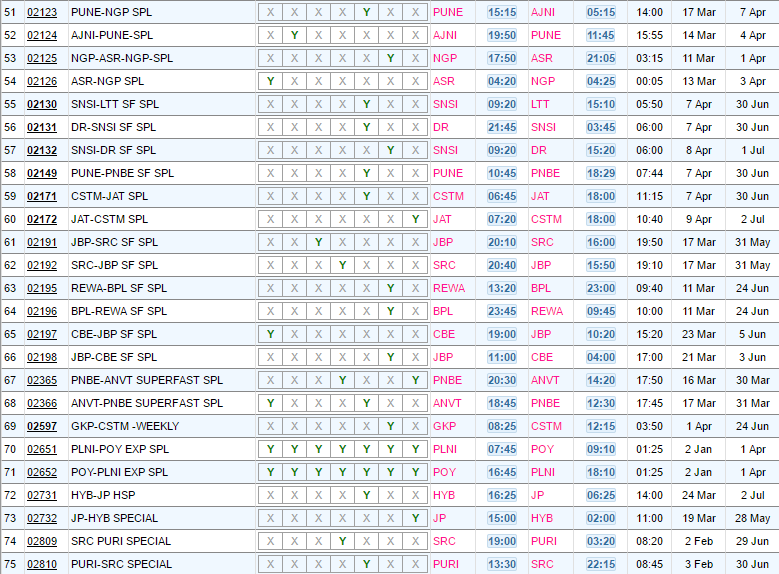 51 02123 PUNE-NGP SPL X X X X Y X X PUNE 15:15 AJNI 05:15 14:00 17 Mar 7 Apr
52 02124 AJNI-PUNE-SPL X Y X X X X X AJNI 19:50 PUNE 11:45 15:55 14 Mar 4 Apr
53 02125 NGP-ASR-NGP-SPL X X X X X Y X NGP 17:50 ASR 21:05 03:15 11 Mar 1 Apr
54 02126 ASR-NGP SPL Y X X X X X X ASR 04:20 NGP 04:25 00:05 13 Mar 3 Apr
55 02130 SNSI-LTT SF SPL X X X X Y X X SNSI 09:20 LTT 15:10 05:50 7 Apr 30 Jun
56 02131 DR-SNSI SF SPL X X X X Y X X DR 21:45 SNSI 03:45 06:00 7 Apr 30 Jun
57 02132 SNSI-DR SF SPL X X X X X Y X SNSI 09:20 DR 15:20 06:00 8 Apr 1 Jul
58 02149 PUNE-PNBE SF SPL X X X X Y X X PUNE 10:45 PNBE 18:29 07:44 7 Apr 30 Jun
59 02171 CSTM-JAT SPL X X X X Y X X CSTM 06:45 JAT 18:00 11:15 7 Apr 30 Jun
60 02172 JAT-CSTM SPL X X X X X X Y JAT 07:20 CSTM 18:00 10:40 9 Apr 2 Jul
61 02191 JBP-SRC SF SPL X X Y X X X X JBP 20:10 SRC 16:00 19:50 17 Mar 31 May
62 02192 SRC-JBP SF SPL X X X Y X X X SRC 20:40 JBP 15:50 19:10 17 Mar 31 May
63 02195 REWA-BPL SF SPL X X X X X Y X REWA 13:20 BPL 23:00 09:40 11 Mar 24 Jun
64 02196 BPL-REWA SF SPL X X X X X Y X BPL 23:45 REWA 09:45 10:00 11 Mar 24 Jun
65 02197 CBE-JBP SF SPL Y X X X X X X CBE 19:00 JBP 10:20 15:20 23 Mar 5 Jun
66 02198 JBP-CBE SF SPL X X X X X Y X JBP 11:00 CBE 04:00 17:00 21 Mar 3 Jun
67 02365 PNBE-ANVT SUPERFAST SPL X X X Y X X Y PNBE 20:30 ANVT 14:20 17:50 16 Mar 30 Mar
68 02366 ANVT-PNBE SUPERFAST SPL Y X X X Y X X ANVT 18:45 PNBE 12:30 17:45 17 Mar 31 Mar
69 02597 GKP-CSTM -WEEKLY X X X X X Y X GKP 08:25 CSTM 12:15 03:50 1 Apr 24 Jun
70 02651 PLNI-POY EXP SPL Y Y Y Y Y Y Y PLNI 07:45 POY 09:10 01:25 2 Jan 1 Apr
71 02652 POY-PLNI EXP SPL Y Y Y Y Y Y Y POY 16:45 PLNI 18:10 01:25 2 Jan 1 Apr
72 02731 HYB-JP HSP X X X X Y X X HYB 16:25 JP 06:25 14:00 24 Mar 2 Jul
73 02732 JP-HYB SPECIAL X X X X X X Y JP 15:00 HYB 02:00 11:00 19 Mar 28 May
74 02809 SRC PURI SPECIAL X X X Y X X X SRC 19:00 PURI 03:20 08:20 2 Feb 29 Jun
75 02810 PURI-SRC SPECIAL X X X X Y X X PURI 13:30 SRC 22:15 08:45 3 Feb 30 Jun